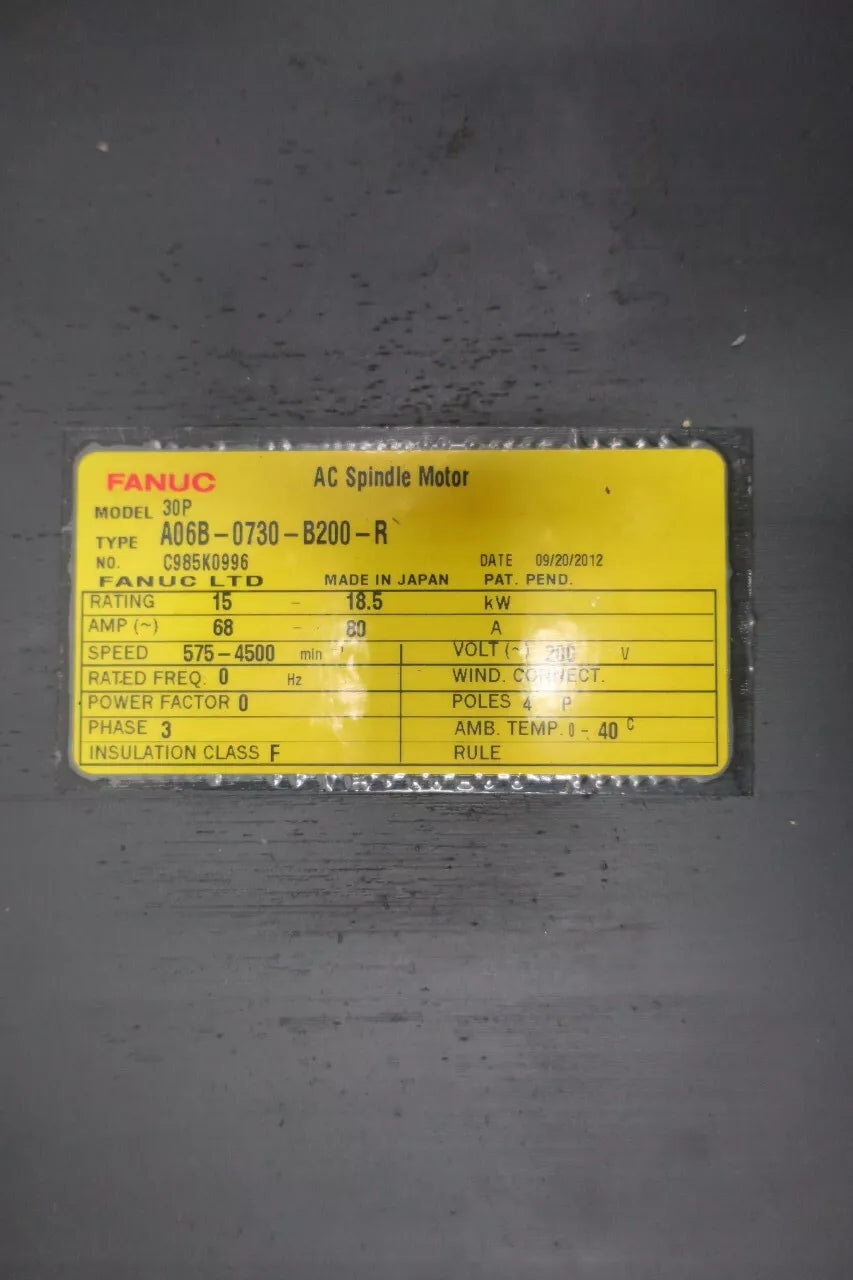 FANUC AC Spindle Motor
MODEL 30P
TYPE A06B-0730-B200-R
NO. C985K0996 DATE 09/20/2012
FANUC LTD MADE IN JAPAN PAT. PEND.
RATING 15 - 18.5 kW
AMP (~) 68 - 80 A
SPEED 575-4500 min VOLT (~) 200 V
RATED FREQ. 0 Hz WIND. CONNECT.
POWER FACTOR 0 POLES 4 P
PHASE 3 AMB. TEMP. 0 - 40 C
INSULATION CLASS F RULE